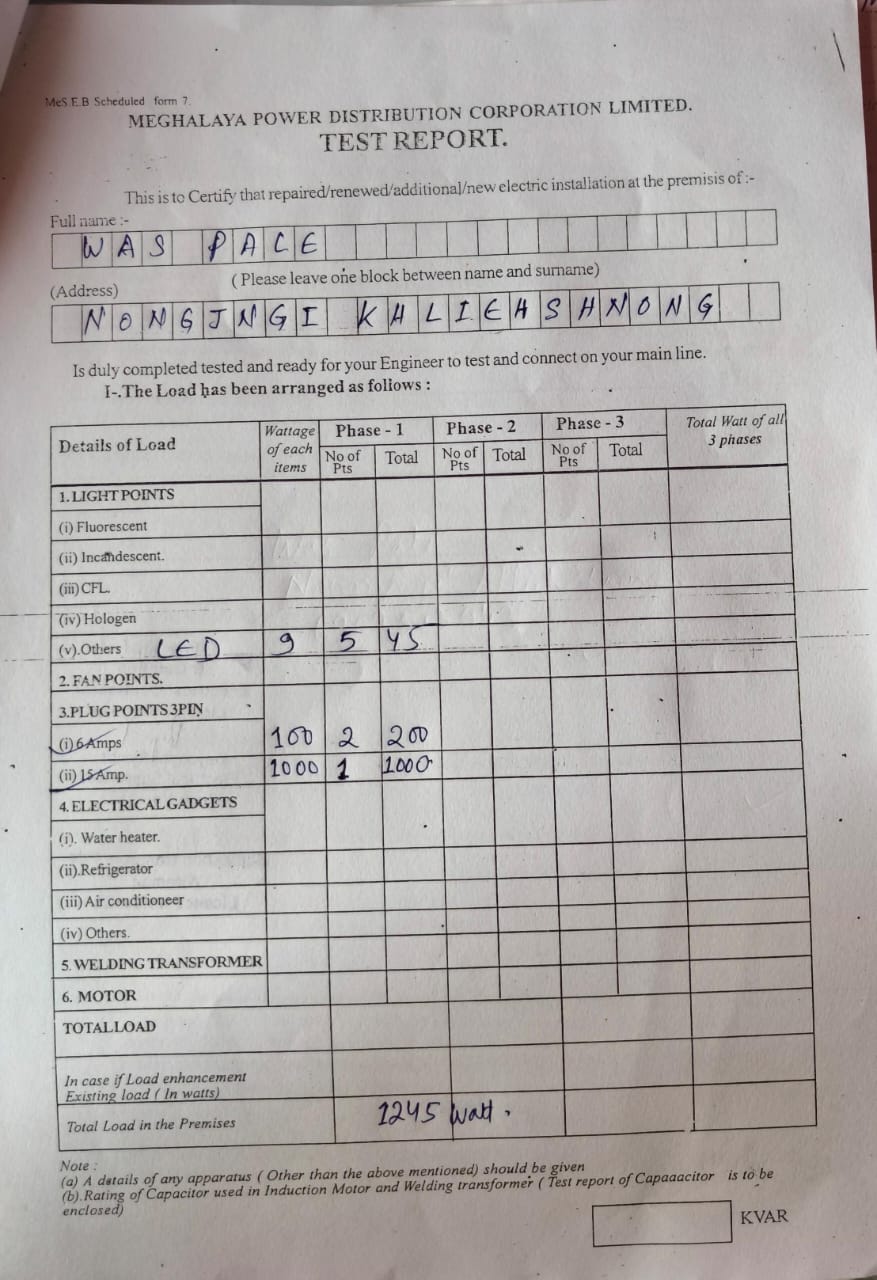 MeS.E.B Scheduled form 7.
MEGHALAYA POWER DISTRIBUTION CORPORATION LIMITED.
TEST REPORT.
This is to Certify that repaired/renewed/additional/new electric installation at the premisis of :-
Full name :-
WAS PACE
( Please leave one block between name and surname)
(Address)
NONGJNGI KHLIEHSHNONG
Is duly completed tested and ready for your Engineer to test and connect on your main line.
I-.The Load has been arranged as follows :
Details of Load Wattage of each items Phase - 1 Phase - 2 Phase - 3 Total Watt of all 3 phases
No of Pts Total No of Pts Total No of Pts Total
1. LIGHT POINTS
(i) Fluorescent
(ii) Incandescent.
(iii) CFL.
(iv) Hologen
(v).Others LED 9 5 45
2. FAN POINTS.
3.PLUG POINTS 3PIN
(i) 6 Amps 100 2 200
(ii) 15 Amp. 1000 1 1000
4. ELECTRICAL GADGETS
(i). Water heater.
(ii).Refrigerator
(iii) Air conditioneer
(iv) Others.
5. WELDING TRANSFORMER
6. MOTOR
TOTAL LOAD
In case if Load enhancement
Existing load ( In watts)
Total Load in the Premises 1245 Watt.
Note :
(a) A datails of any apparatus ( Other than the above mentioned) should be given
(b).Rating of Capacitor used in Induction Motor and Welding transformer ( Test report of Capaaacitor is to be
enclosed)
KVAR